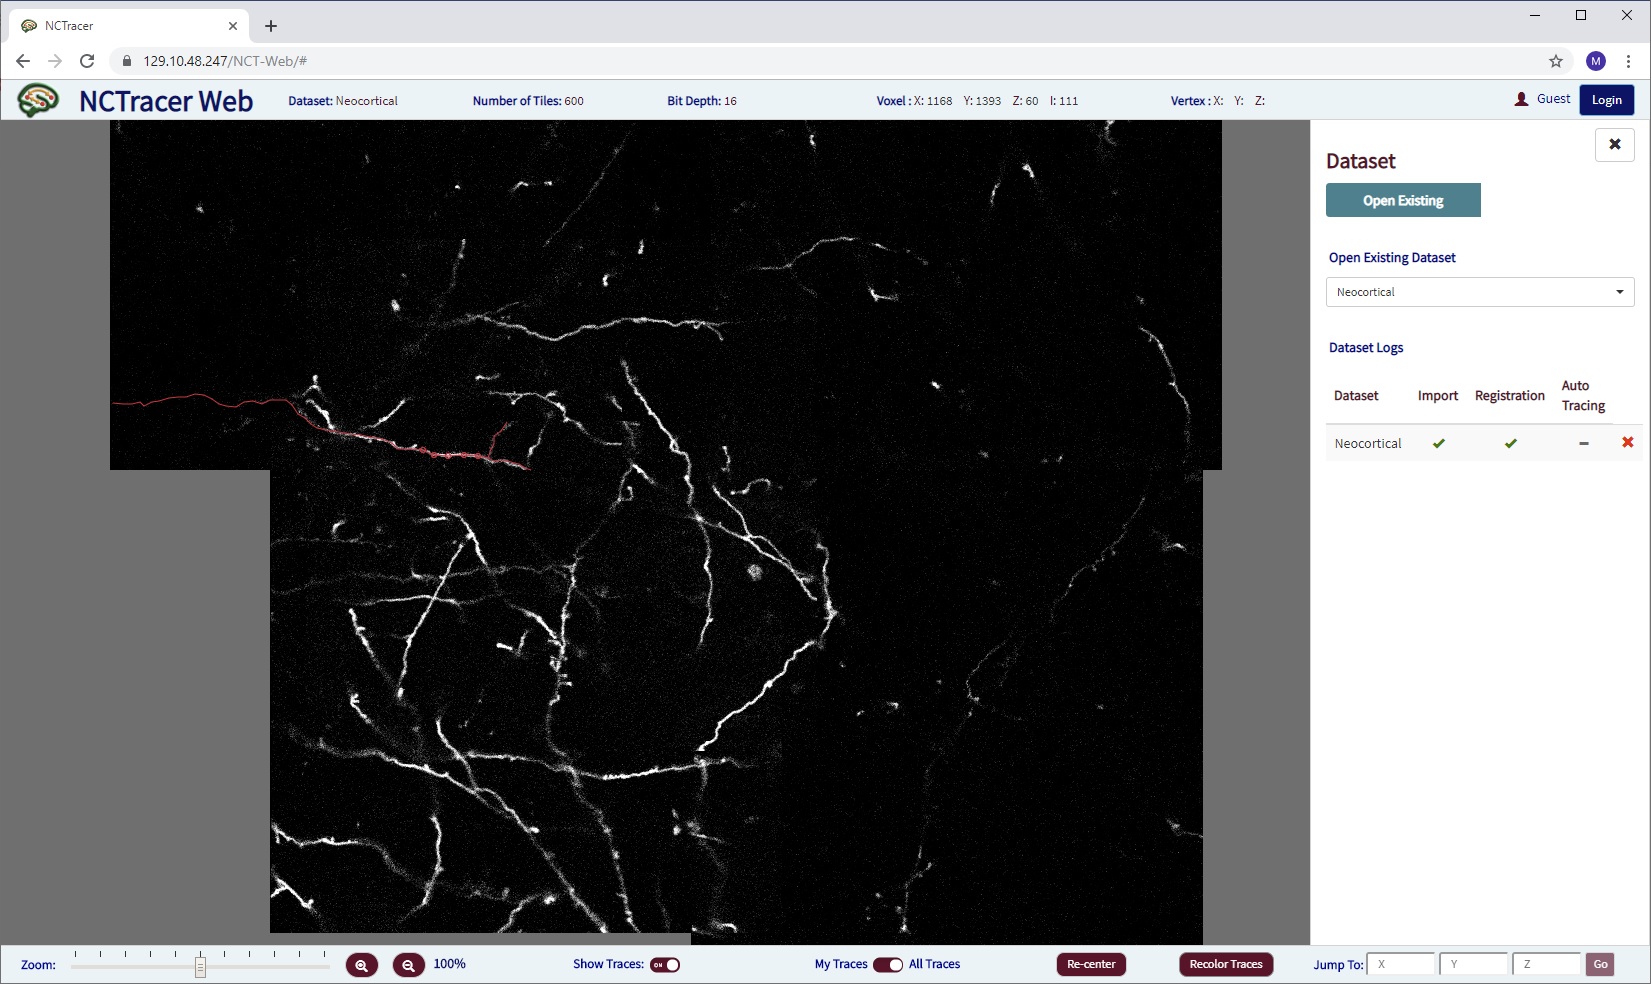 NCTracer
129.10.48.247/NCT-Web/#
M
NCTracer Web
Dataset: Neocortical
Number of Tiles: 600
Bit Depth: 16
Voxel : X: 1168 Y: 1393 Z: 60 I: 111
Vertex : X: Y: Z:
Guest
Login
Dataset
Open Existing
Open Existing Dataset
Neocortical
Dataset Logs
Dataset Import Registration Auto Tracing
Neocortical
Zoom:
100%
Show Traces: ON
My Traces All Traces
Re-center
Recolor Traces
Jump To: X Y Z Go